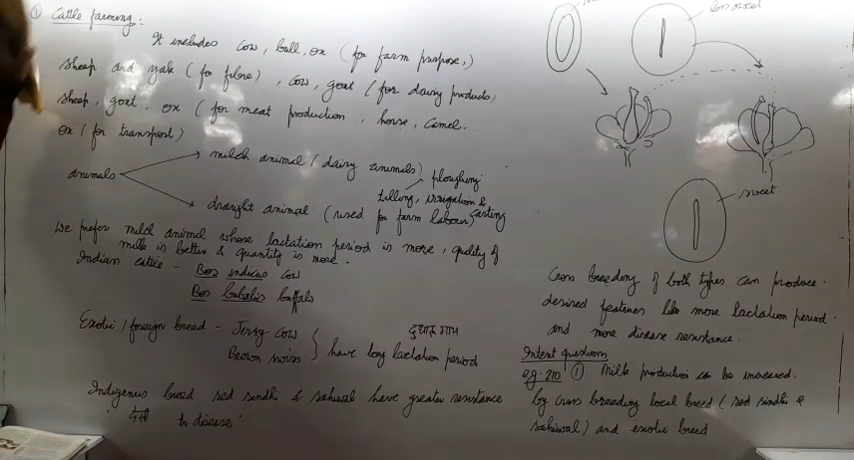 ① Cattle farming:
It includes cow, bull, ox (for farm purpose,)
sheep and yak (for fibre), cow, goat (for dairy products)
sheep, goat, ox (for meat production, horse, camel,
ox (for transport)
animals
milch animal (dairy animals)
draught animal (used for farm labour)
ploughing
tilling, irrigation &
carting
We prefer milch animal whose lactation period is more, quality of
milk is better & quantity is more.
Indian cattle - Bos indicus cow
Bos bubalis buffalo
Exotic/foreign breed - Jersy Cow
Brown swiss } have long lactation period
दुधारू गाय
Indigenus breed red sindhi & sahiwal have greater resistance
देशी to disease
sweet
Cross breeding of both types can produce
desired features like more lactation period.
and more disease resistance.
Intext questions
Pg. 210 ① Milk production can be increased
by cross breeding local breed (red sindhi &
sahiwal) and exotic breed